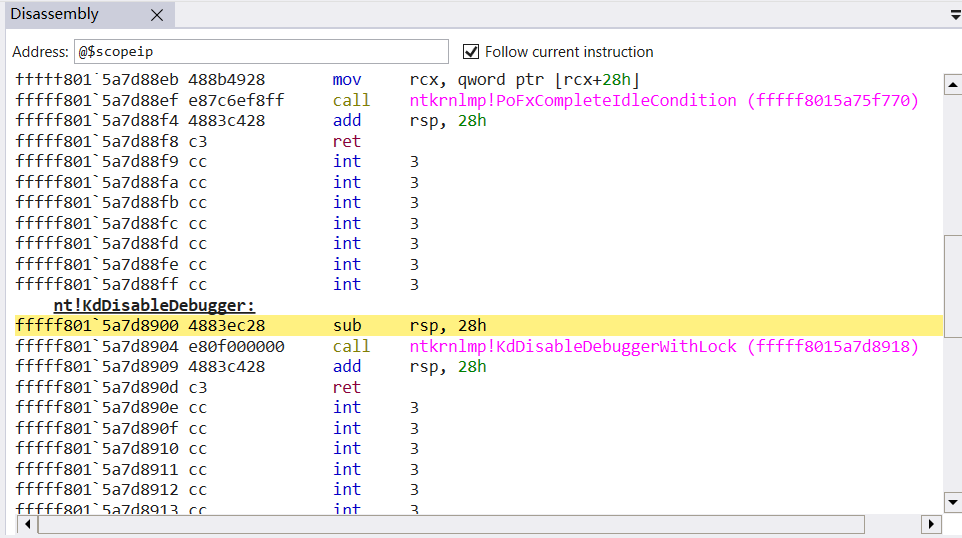 Disassembly
Address: @$scopeip Follow current instruction
fffff801`5a7d88eb 488b4928 mov rcx, qword ptr [rcx+28h]
fffff801`5a7d88ef e87c6ef8ff call ntkrnlmp!PoFxCompleteIdleCondition (fffff8015a75f770)
fffff801`5a7d88f4 4883c428 add rsp, 28h
fffff801`5a7d88f8 c3 ret
fffff801`5a7d88f9 cc int 3
fffff801`5a7d88fa cc int 3
fffff801`5a7d88fb cc int 3
fffff801`5a7d88fc cc int 3
fffff801`5a7d88fd cc int 3
fffff801`5a7d88fe cc int 3
fffff801`5a7d88ff cc int 3
nt!KdDisableDebugger:
fffff801`5a7d8900 4883ec28 sub rsp, 28h
fffff801`5a7d8904 e80f000000 call ntkrnlmp!KdDisableDebuggerWithLock (fffff8015a7d8918)
fffff801`5a7d8909 4883c428 add rsp, 28h
fffff801`5a7d890d c3 ret
fffff801`5a7d890e cc int 3
fffff801`5a7d890f cc int 3
fffff801`5a7d8910 cc int 3
fffff801`5a7d8911 cc int 3
fffff801`5a7d8912 cc int 3
fffff801`5a7d8913 cc int 3